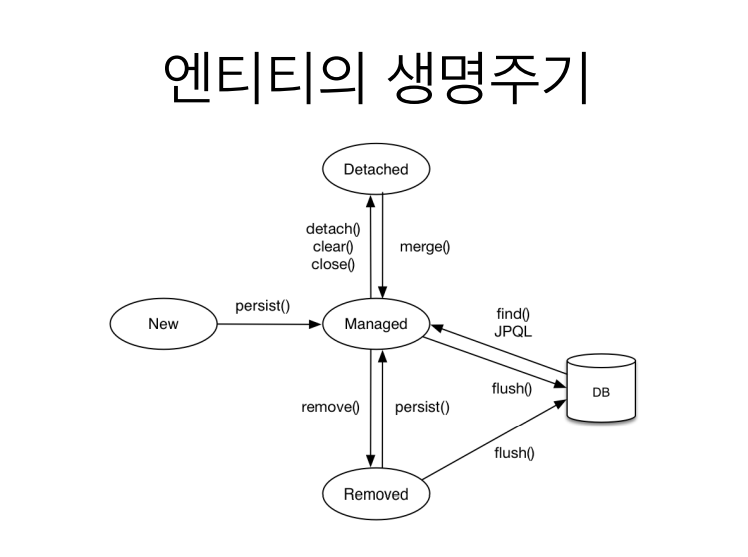 엔티티의 생명주기
Detached
detach()
clear()
close()
merge()
New
persist()
Managed
find()
JPQL
flush()
DB
remove()
persist()
flush()
Removed